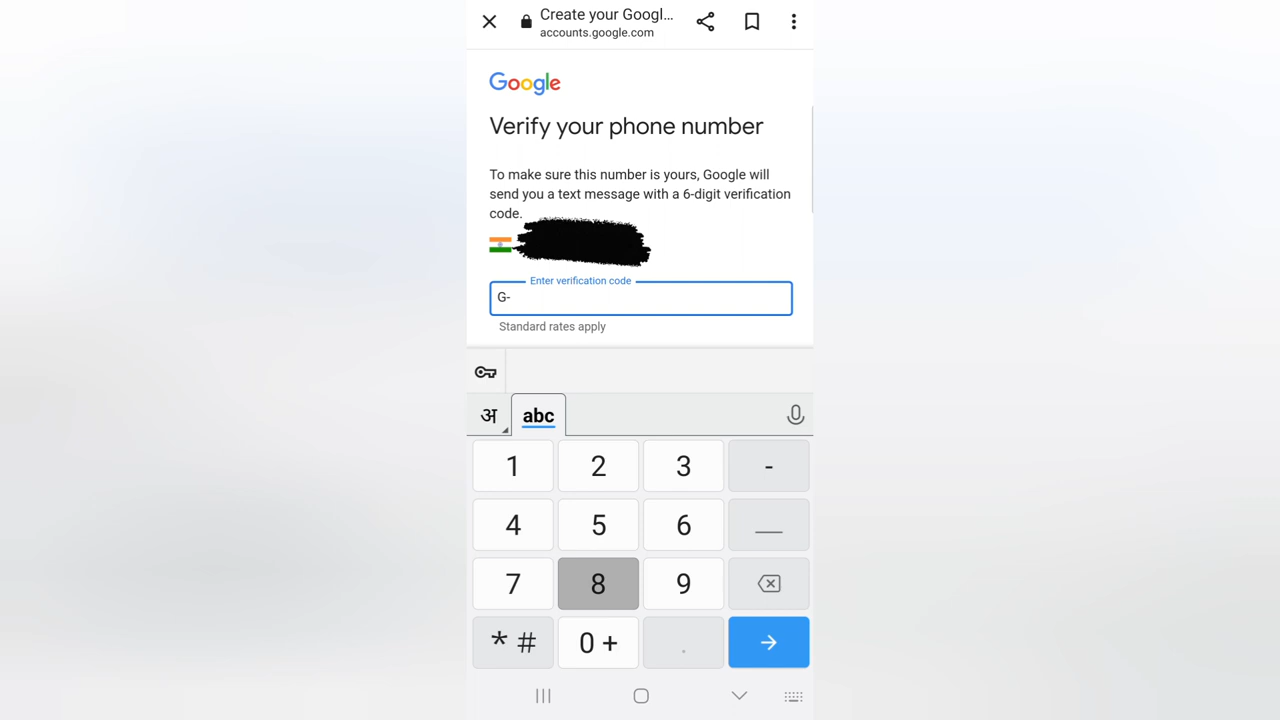 Create your Googl...
accounts.google.com
Google
Verify your phone number
To make sure this number is yours, Google will
send you a text message with a 6-digit verification
code.
Enter verification code
G-
Standard rates apply
अ abc
1 2 3 -
4 5 6 _
7 8 9
* # 0 + .